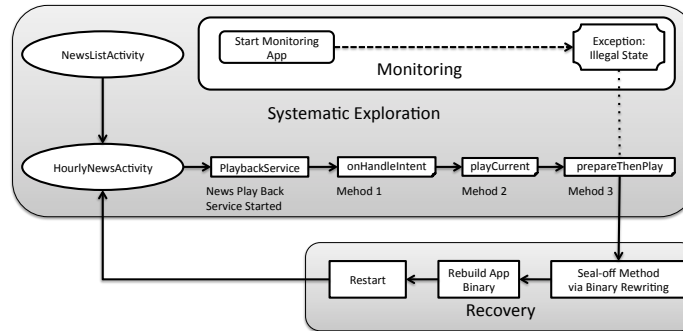 NewsListActivity
Start Monitoring
App
Exception:
Illegal State
Monitoring
Systematic Exploration
HourlyNewsActivity
PlaybackService
onHandleIntent
playCurrent
prepareThenPlay
News Play Back
Service Started
Mehod 1
Mehod 2
Mehod 3
Restart
Rebuild App
Binary
Seal-off Method
via Binary Rewriting
Recovery